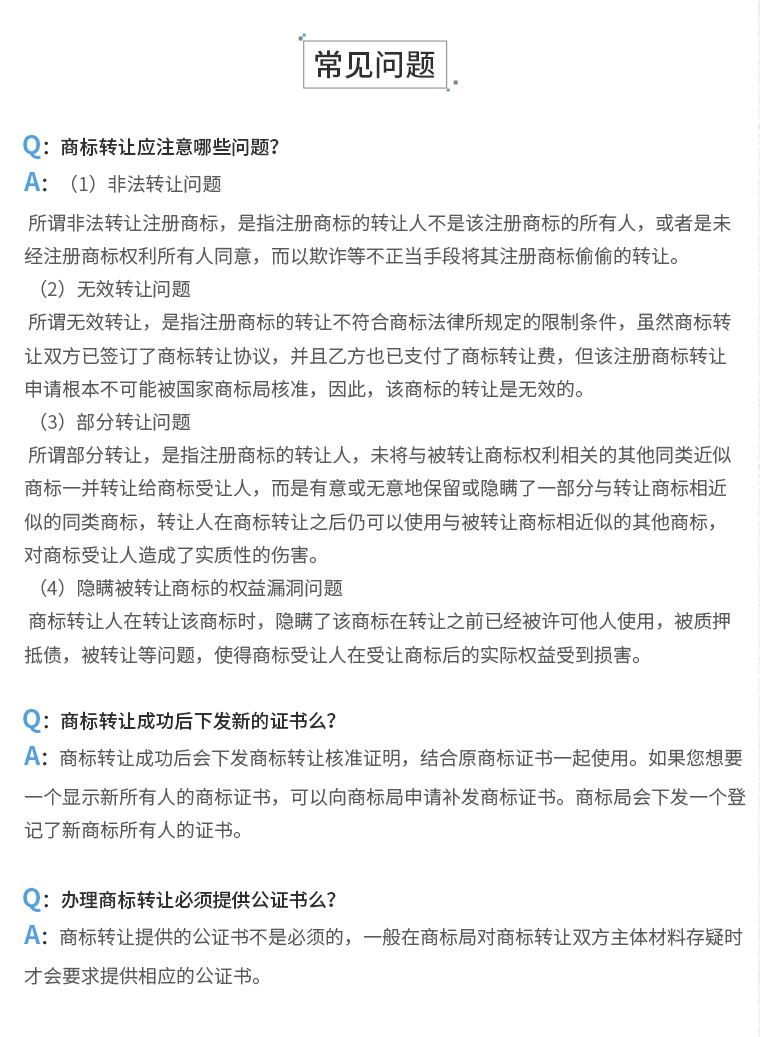 常见问题
Q：商标转让应注意哪些问题？
A：（1）非法转让问题
所谓非法转让注册商标，是指注册商标的转让人不是该注册商标的所有人，或者是未
经注册商标权利所有人同意，而以欺诈等不正当手段将其注册商标偷偷的转让。
（2）无效转让问题
所谓无效转让，是指注册商标的转让不符合商标法律所规定的限制条件，虽然商标转
让双方已签订了商标转让协议，并且乙方也已支付了商标转让费，但该注册商标转让
申请根本不可能被国家商标局核准，因此，该商标的转让是无效的。
（3）部分转让问题
所谓部分转让，是指注册商标的转让人，未将与被转让商标权利相关的其他同类近似
商标一并转让给商标受让人，而是有意或无意地保留或隐瞒了一部分与转让商标相近
似的同类商标，转让人在商标转让之后仍可以使用与被转让商标相近似的其他商标，
对商标受让人造成了实质性的伤害。
（4）隐瞒被转让商标的权益漏洞问题
商标转让人在转让该商标时，隐瞒了该商标在转让之前已经被许可他人使用，被质押
抵债，被转让等问题，使得商标受让人在受让商标后的实际权益受到损害。
Q：商标转让成功后下发新的证书么？
A：商标转让成功后会下发商标转让核准证明，结合原商标证书一起使用。如果您想要
一个显示新所有人的商标证书，可以向商标局申请补发商标证书。商标局会下发一个登
记了新商标所有人的证书。
Q：办理商标转让必须提供公证书么？
A：商标转让提供的公证书不是必须的，一般在商标局对商标转让双方主体材料存疑时
才会要求提供相应的公证书。